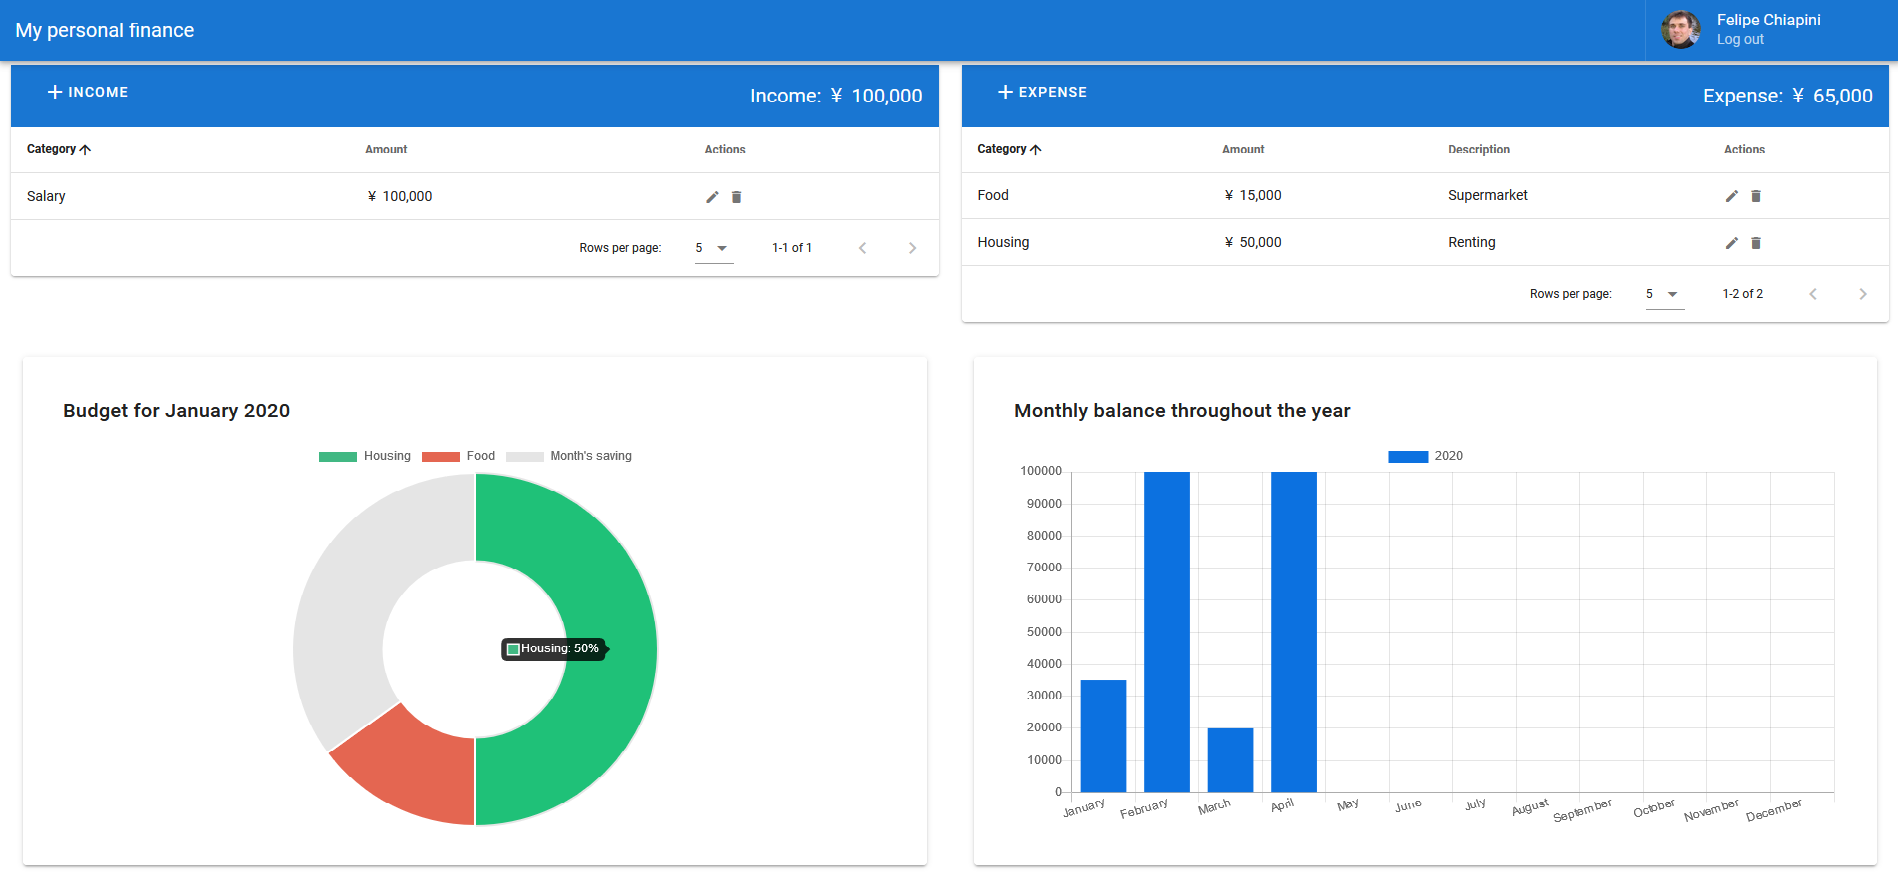 My personal finance
Felipe Chiapini
Log out
+ INCOME
Income: ¥ 100,000
Category Amount Actions
Salary ¥ 100,000
Rows per page: 5 1-1 of 1
+ EXPENSE
Expense: ¥ 65,000
Category Amount Description Actions
Food ¥ 15,000 Supermarket
Housing ¥ 50,000 Renting
Rows per page: 5 1-2 of 2
Budget for January 2020
Housing Food Month's saving
Housing: 50%
Monthly balance throughout the year
2020
100000
90000
80000
70000
60000
50000
40000
30000
20000
10000
0
January February March April May June July August September October November December